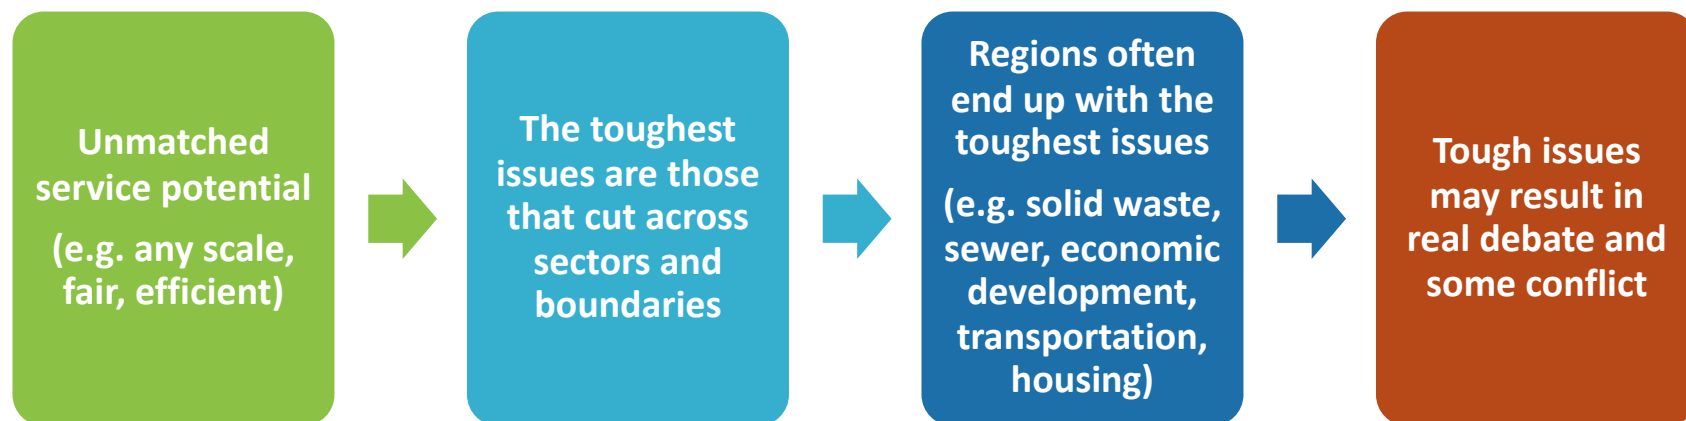 Unmatched
service potential
(e.g. any scale,
fair, efficient)
The toughest
issues are those
that cut across
sectors and
boundaries
Regions often
end up with the
toughest issues
(e.g. solid waste,
sewer, economic
development,
transportation,
housing)
Tough issues
may result in
real debate and
some conflict